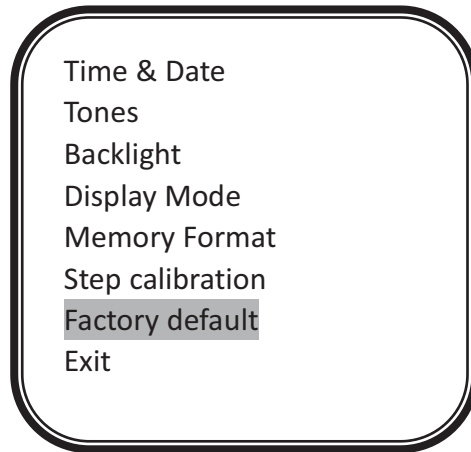 Time & Date
Tones
Backlight
Display Mode
Memory Format
Step calibration
Factory default
Exit